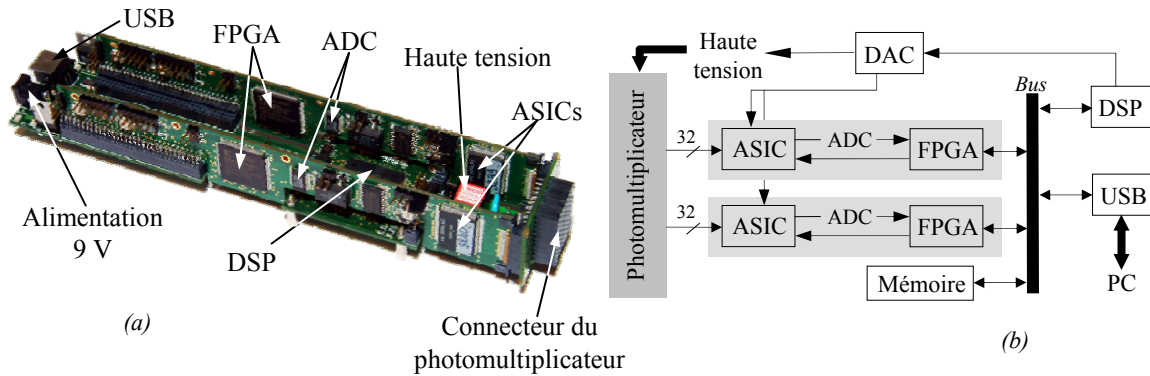 USB
FPGA
ADC
Haute tension
ASICs
Alimentation
9 V
DSP
Connecteur du
photomultiplicateur
(a)
Haute
tension
DAC
Bus
DSP
Photomultiplicateur
32
ASIC
ADC
FPGA
USB
32
ASIC
ADC
FPGA
Mémoire
PC
(b)